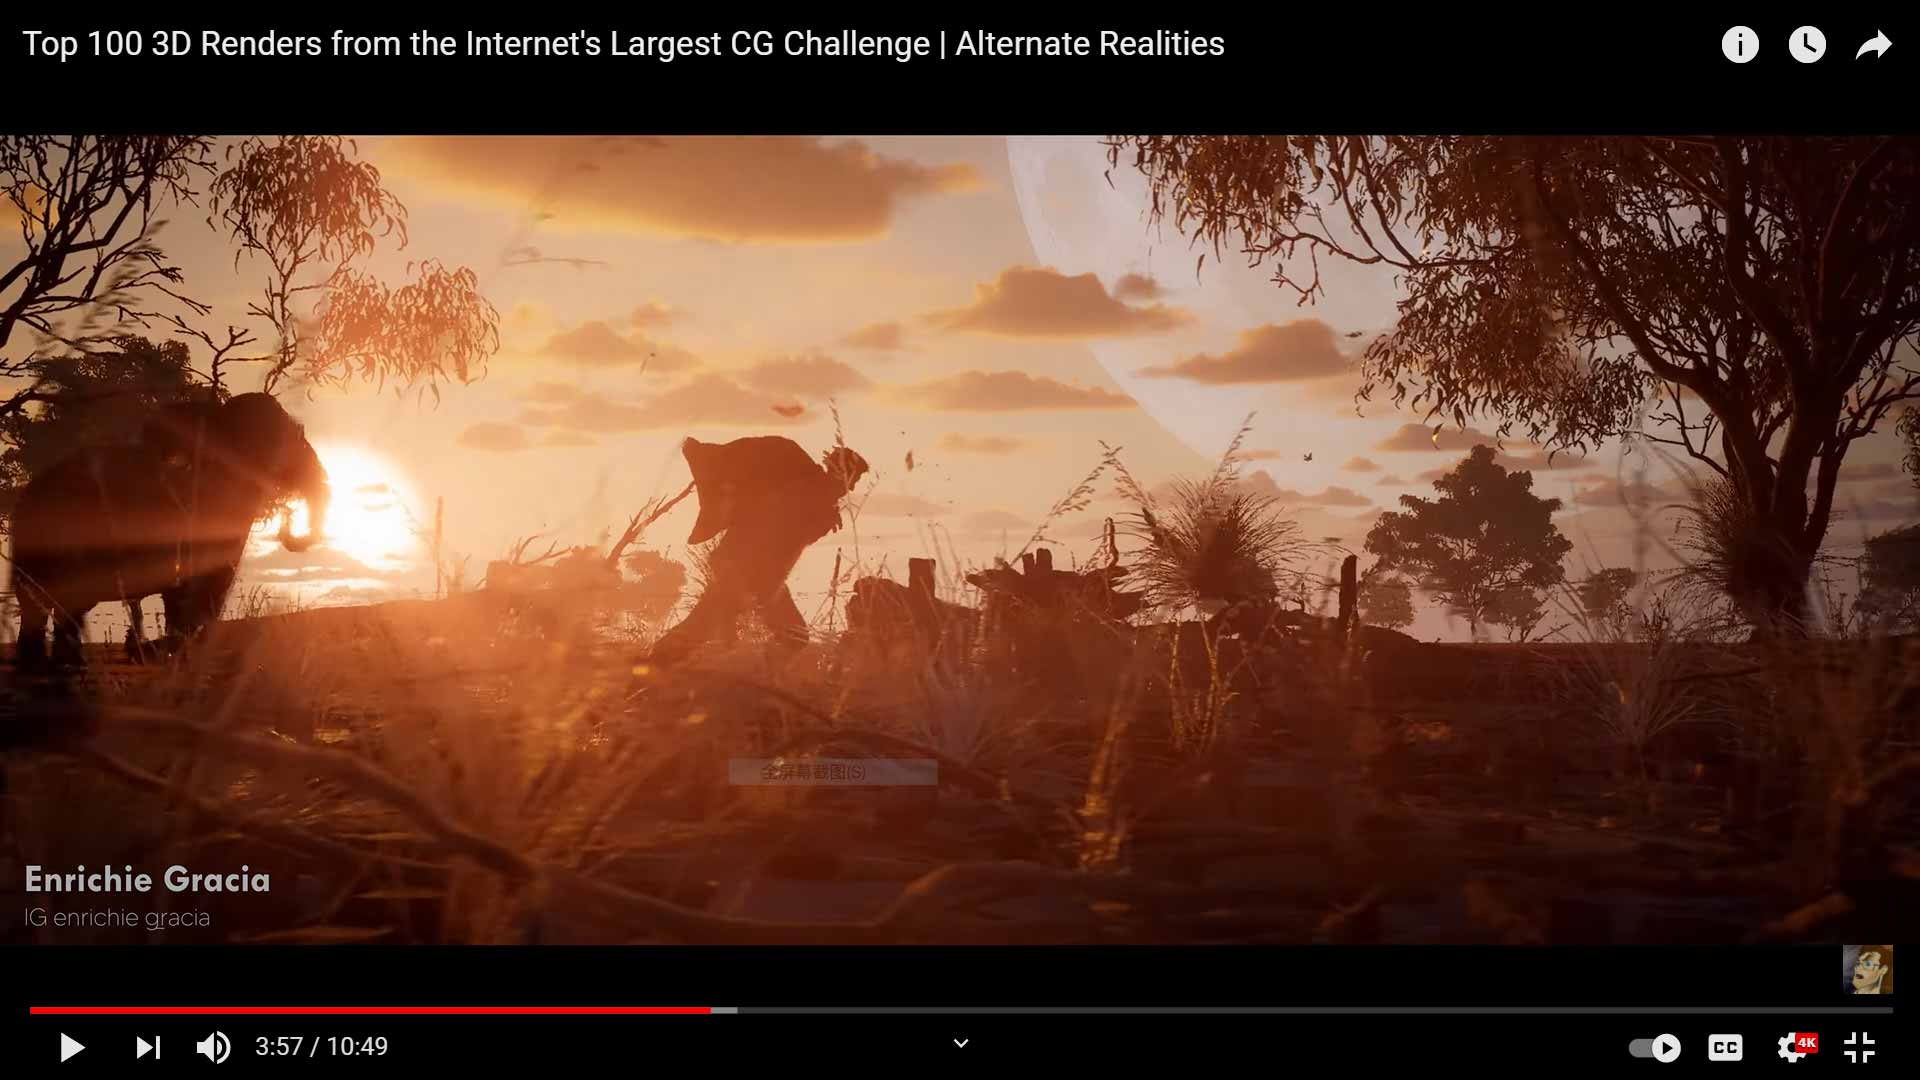 Top 100 3D Renders from the Internet's Largest CG Challenge | Alternate Realities
全屏幕截图(S)
Enrichie Gracia
IG enrichie gracia
3:57 / 10:49
CC
4K